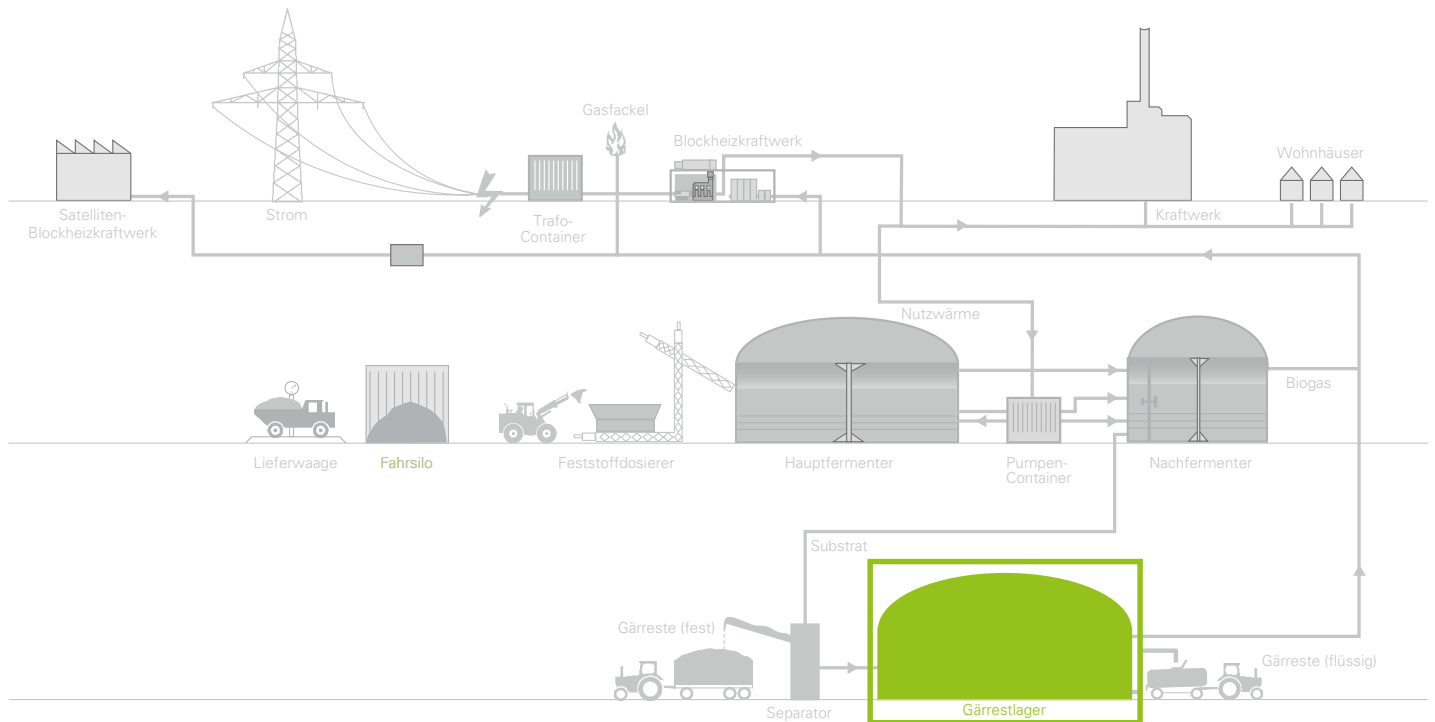 Gasfackel
Blockheizkraftwerk
Wohnhäuser
Satelliten-
Blockheizkraftwerk
Strom
Trafo-
Container
Kraftwerk
Nutzwärme
Biogas
Lieferwaage
Fahrsilo
Feststoffdosierer
Hauptfermenter
Pumpen-
Container
Nachfermenter
Substrat
Gärreste (fest)
Gärreste (flüssig)
Separator
Gärrestlager